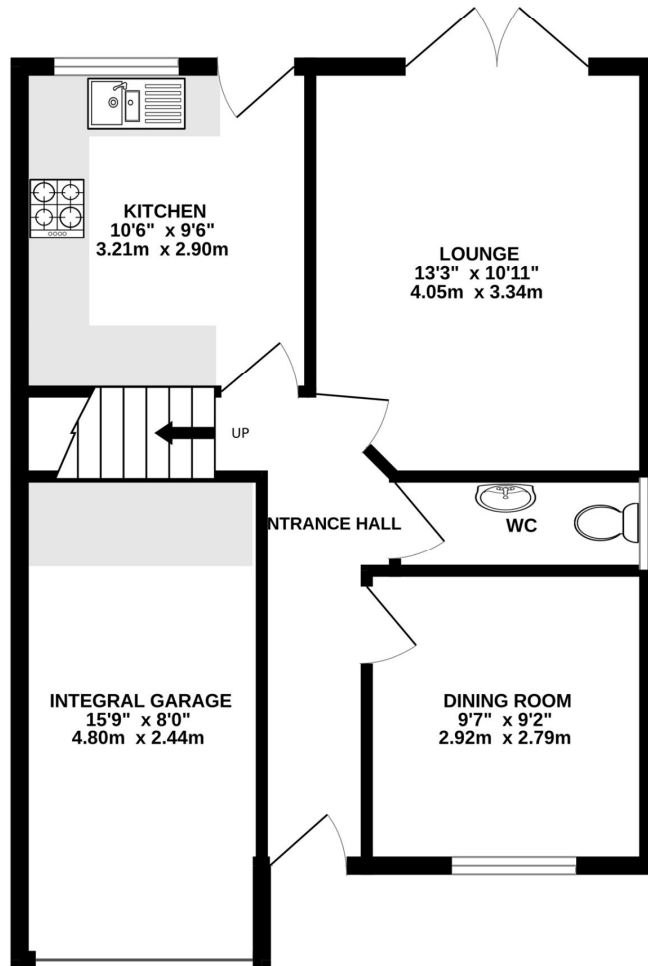 KITCHEN
10'6" x 9'6"
3.21m x 2.90m
LOUNGE
13'3" x 10'11"
4.05m x 3.34m
UP
NTRANCE HALL
WC
INTEGRAL GARAGE
15'9" x 8'0"
4.80m x 2.44m
DINING ROOM
9'7" x 9'2"
2.92m x 2.79m